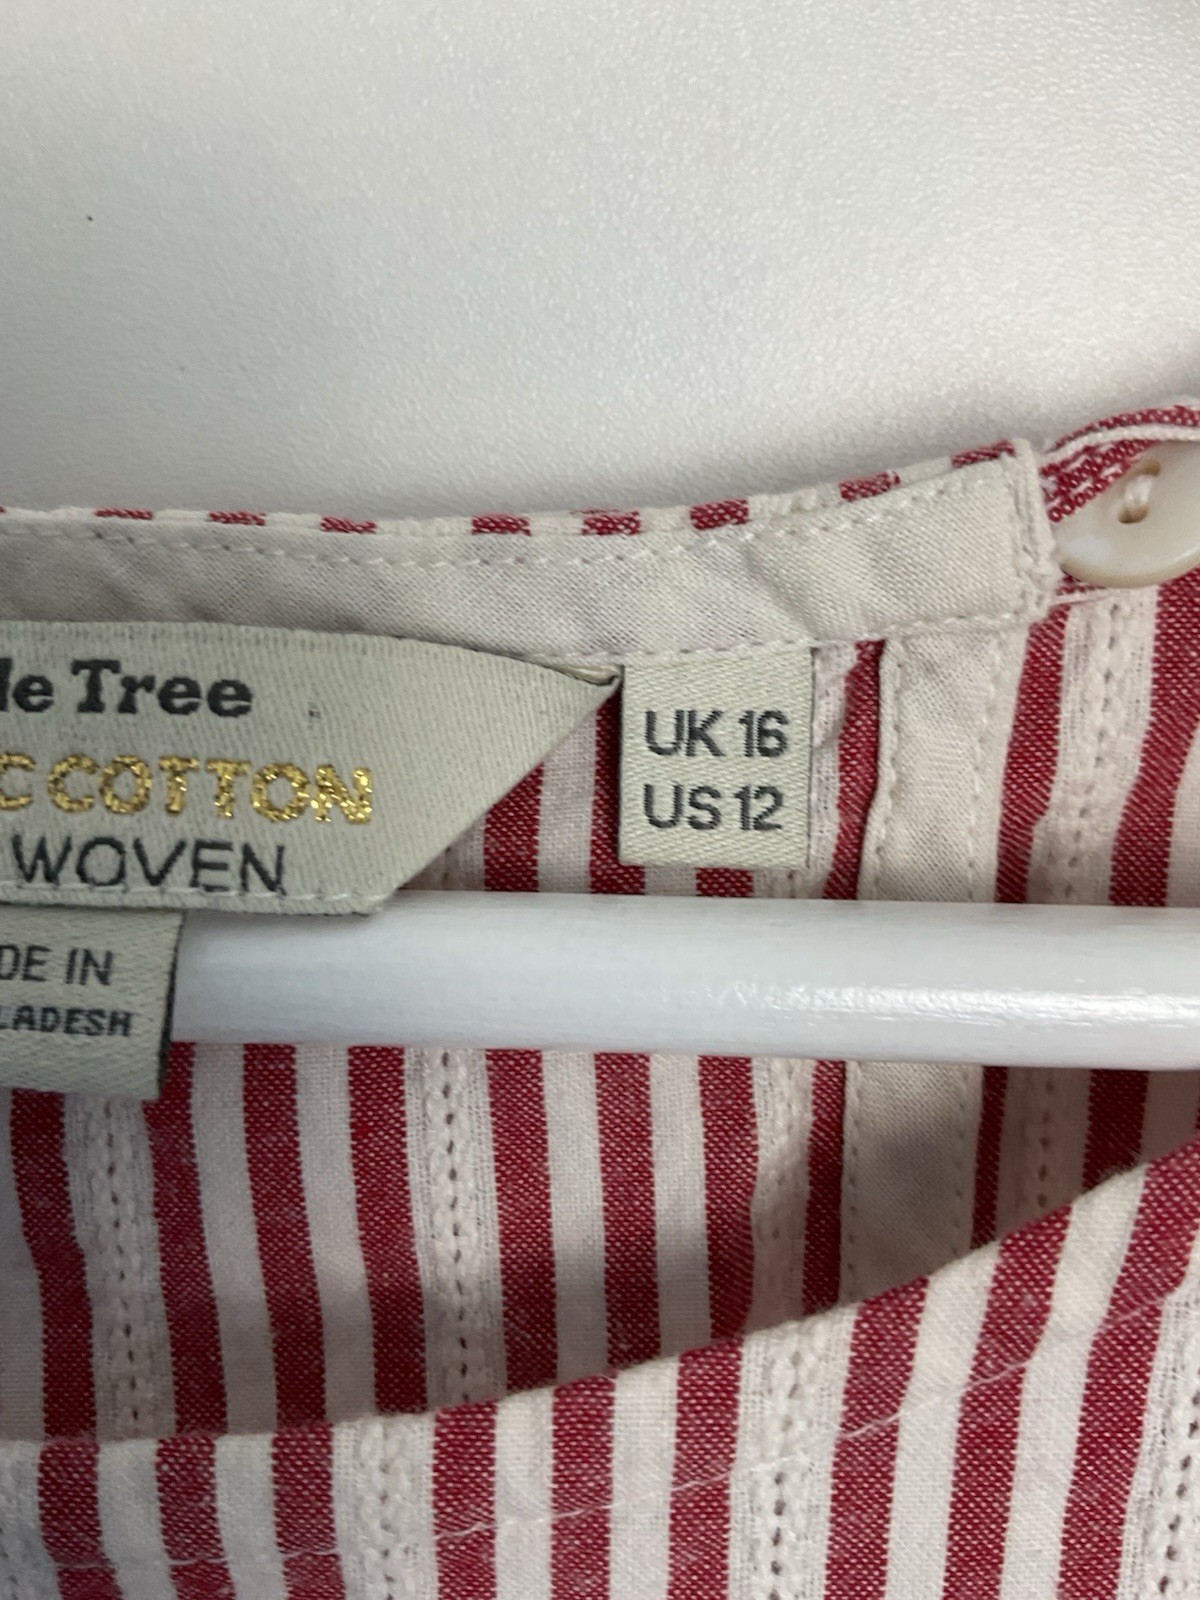 le Tree
C COTTON
WOVEN
DE IN
LADESH
UK 16
US 12